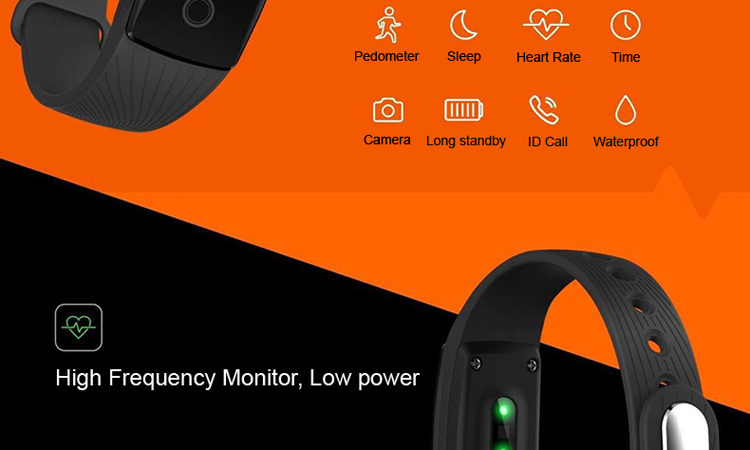 Pedometer Sleep Heart Rate Time
Camera Long standby ID Call Waterproof
High Frequency Monitor, Low power